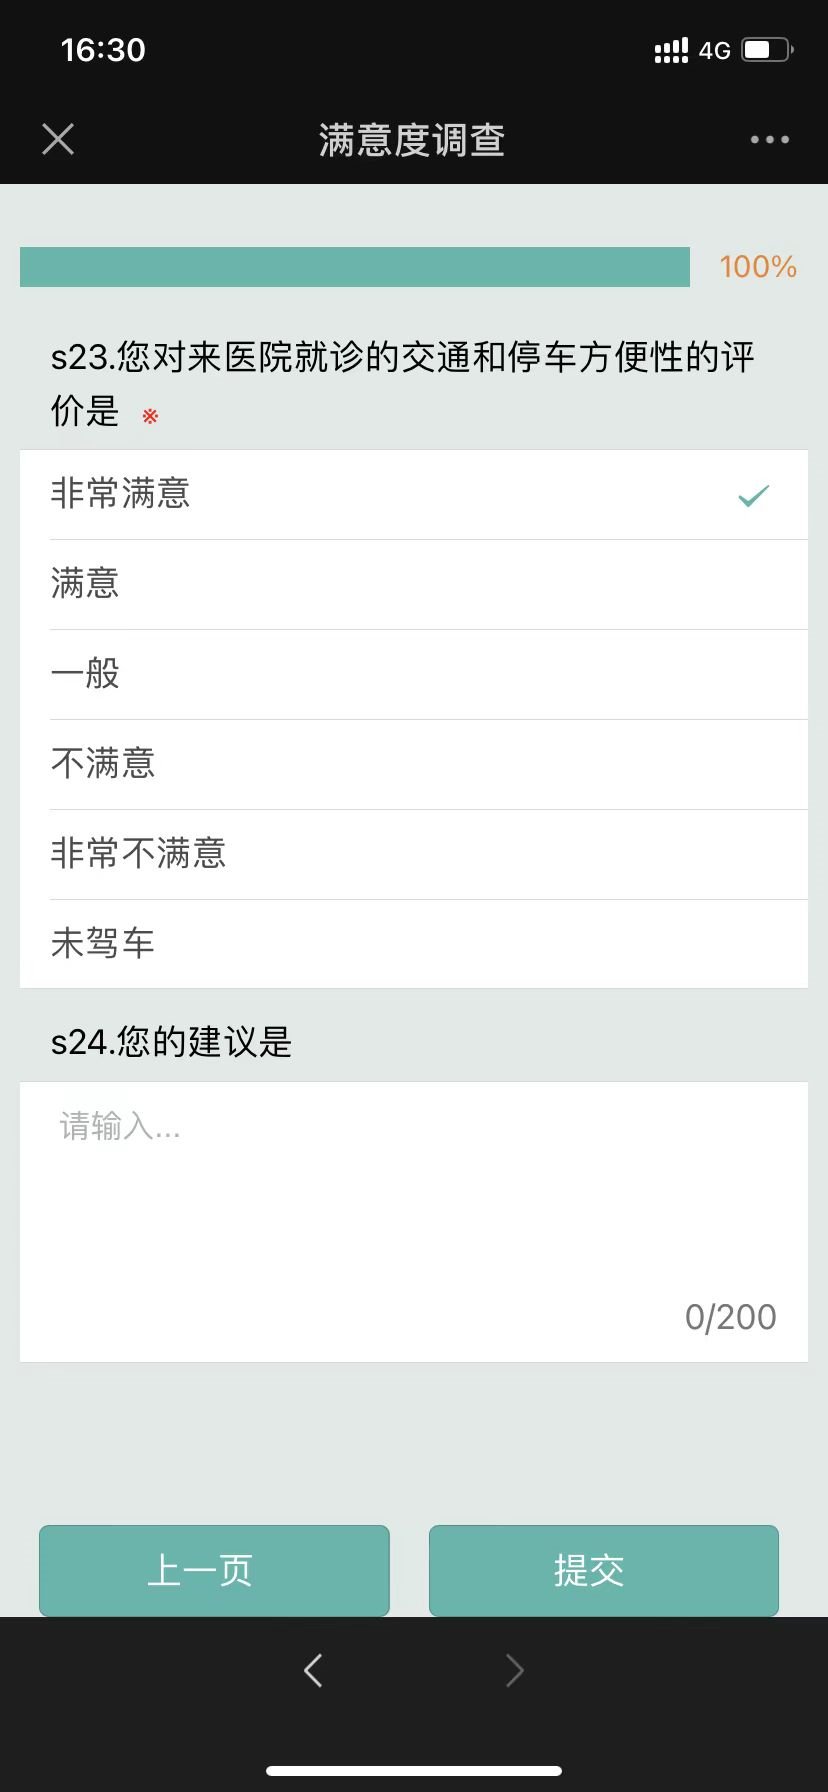 16:30
4G
满意度调查
100%
s23.您对来医院就诊的交通和停车方便性的评
价是 ※
非常满意
满意
一般
不满意
非常不满意
未驾车
s24.您的建议是
请输入...
0/200
上一页
提交